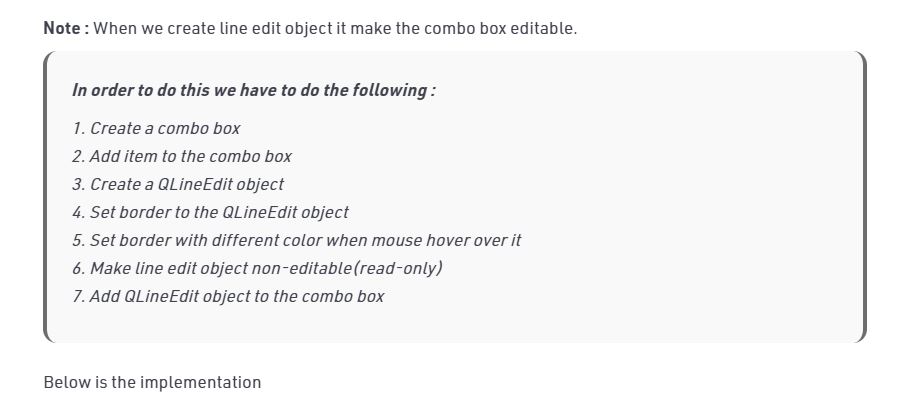 Note : When we create line edit object it make the combo box editable.
In order to do this we have to do the following :
1. Create a combo box
2. Add item to the combo box
3. Create a QLineEdit object
4. Set border to the QLineEdit object
5. Set border with different color when mouse hover over it
6. Make line edit object non-editable(read-only)
7. Add QLineEdit object to the combo box
Below is the implementation